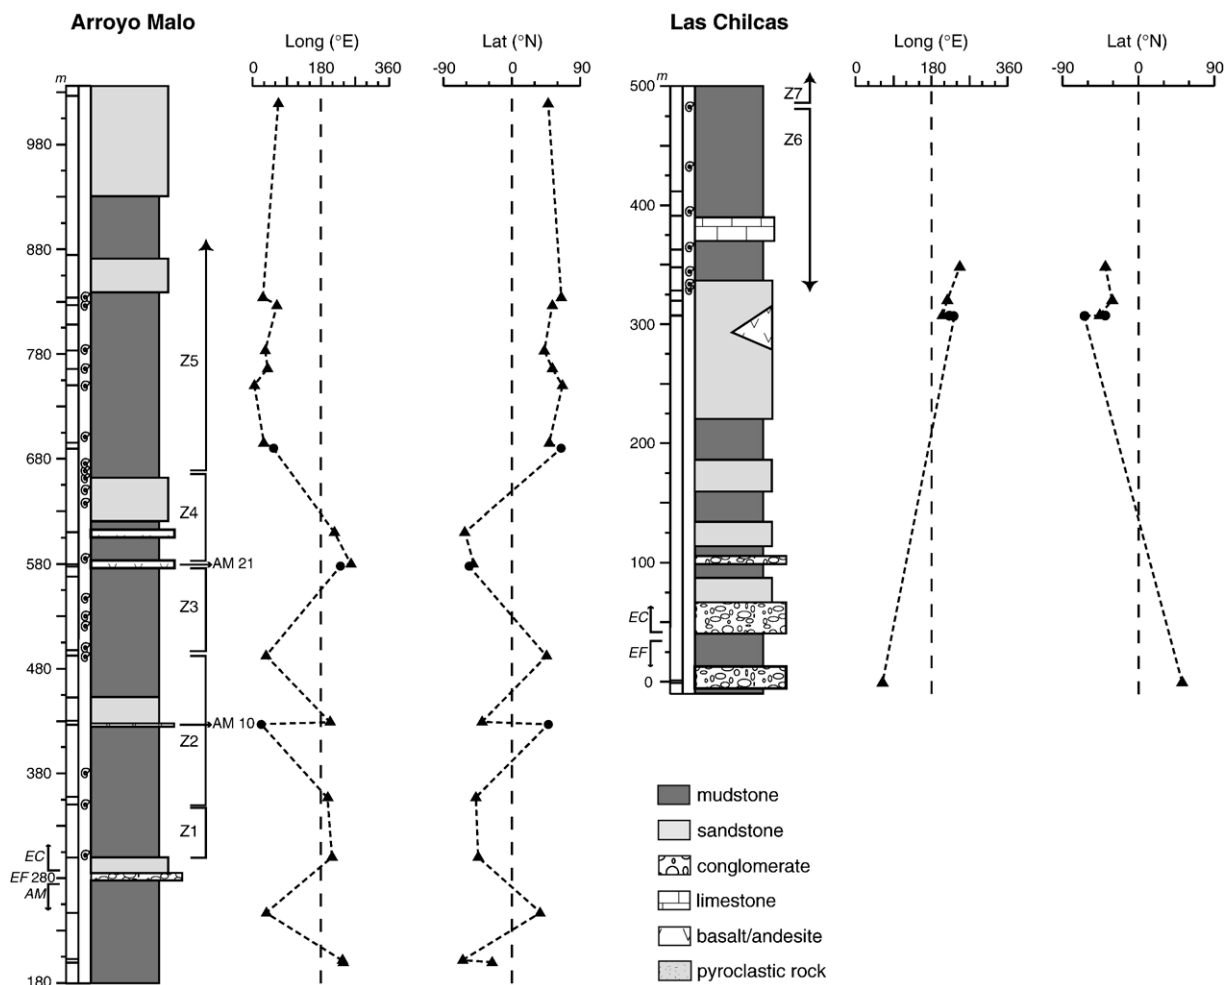 Arroyo Malo
Las Chilcas
Long (°E)
Lat (°N)
Long (°E)
Lat (°N)
0 180 360
-90 0 90
0 180 360
-90 0 90
m
m
980
880
780
680
580
480
380
EF 280
180
EC
AM
Z5
Z4
Z3
Z2
Z1
AM 21
AM 10
500
400
300
200
100
0
EC
EF
Z7
Z6
mudstone
sandstone
conglomerate
limestone
basalt/andesite
pyroclastic rock